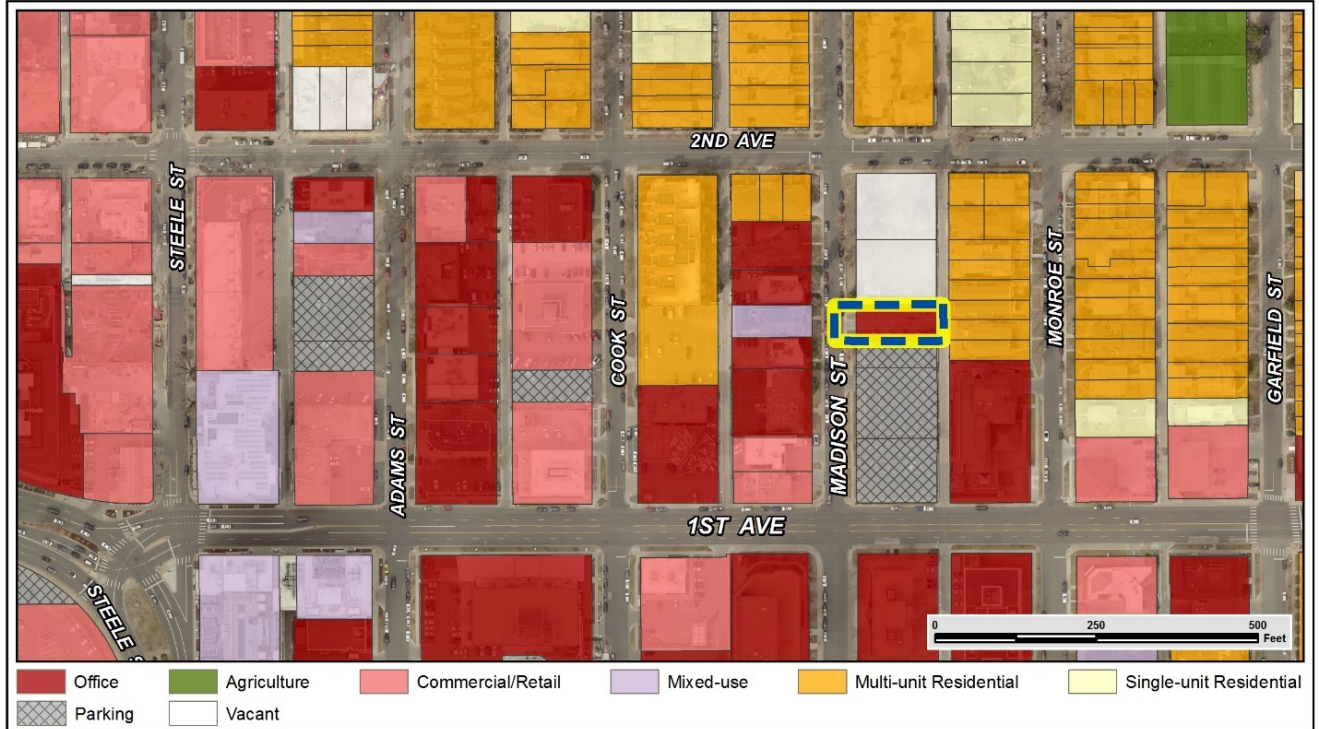 2ND AVE
STEELE ST
COOK ST
MADISON ST
MONROE ST
GARFIELD ST
ADAMS ST
1ST AVE
STEELE S
0 250 500
Feet
Office Agriculture Commercial/Retail Mixed-use Multi-unit Residential Single-unit Residential
Parking Vacant